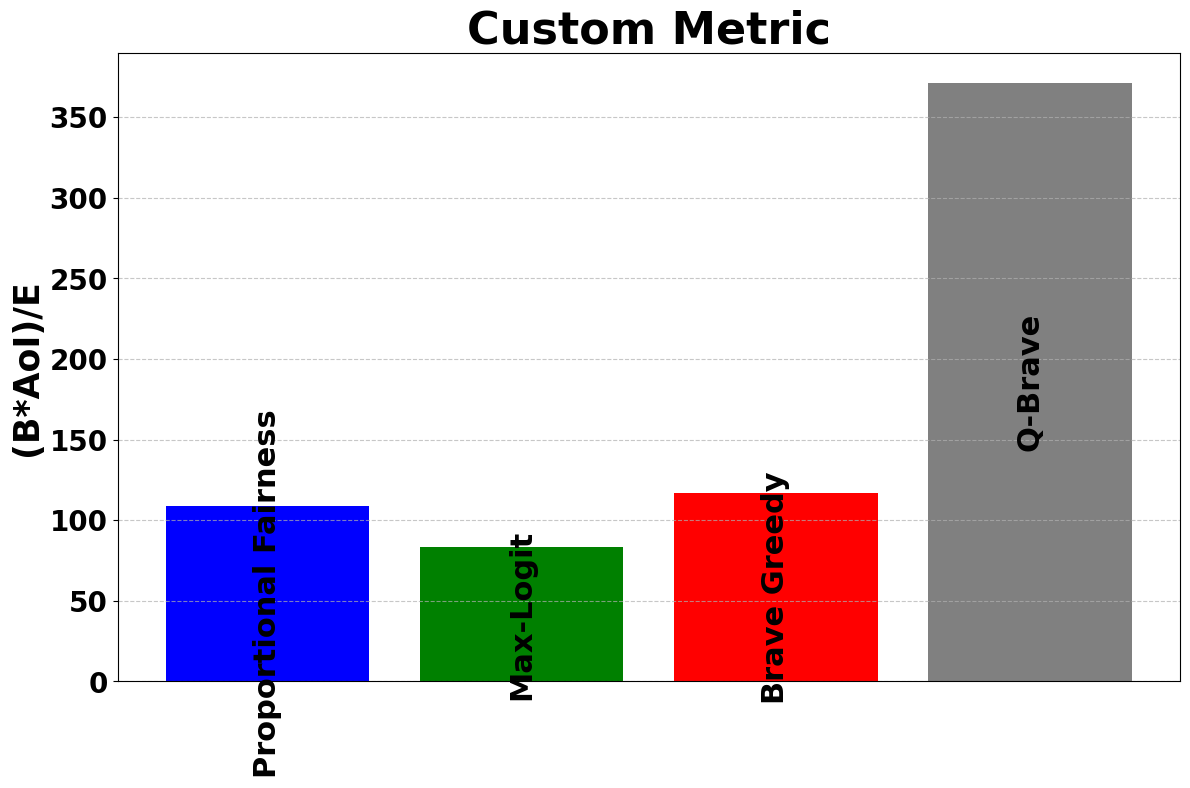 Custom Metric
(B*AoI)/E
350
300
250
200
150
100
50
0
Proportional Fairness
Max-Logit
Brave Greedy
Q-Brave